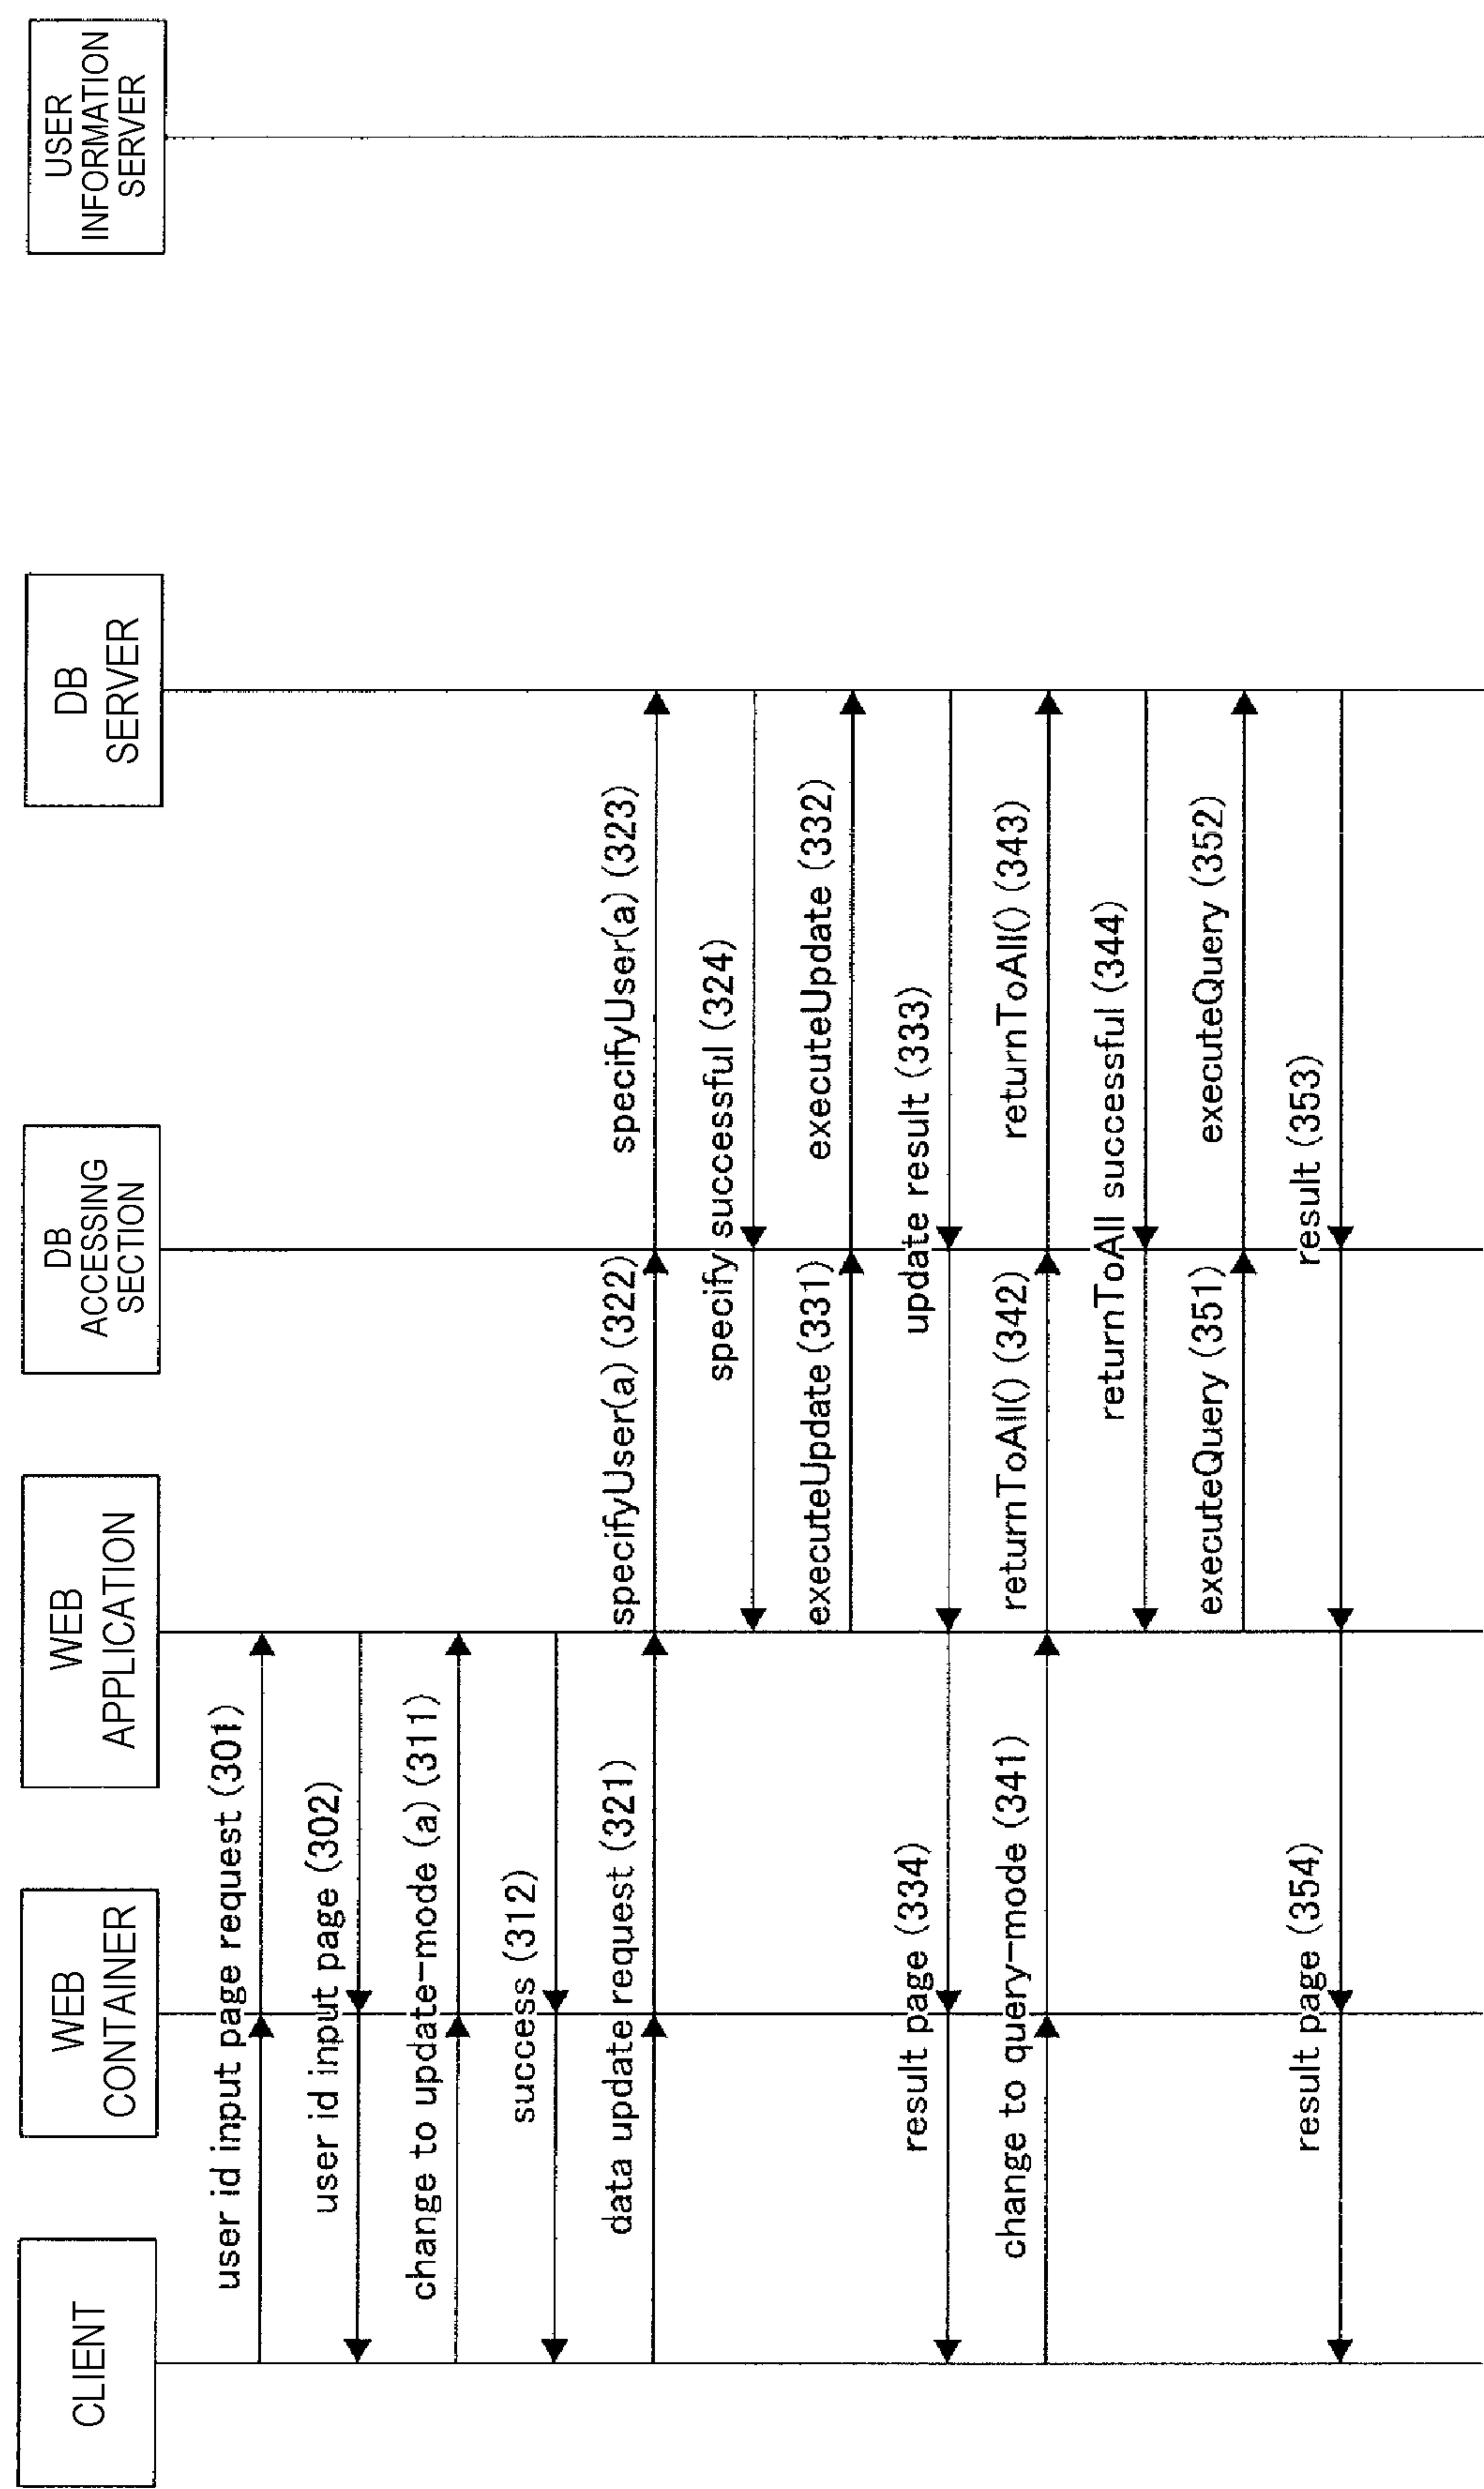 CLIENT
WEB
CONTAINER
WEB
APPLICATION
DB
ACCESSING
SECTION
DB
SERVER
USER
INFORMATION
SERVER
user id input page request (301)
user id input page (302)
change to update-mode (a) (311)
success (312)
data update request (321)
specifyUser(a) (322)
specifyUser(a) (323)
specify successful (324)
executeUpdate (331)
executeUpdate (332)
update result (333)
result page (334)
change to query-mode (341)
returnToAll() (342)
returnToAll() (343)
returnToAll successful (344)
executeQuery (351)
executeQuery (352)
result (353)
result page (354)